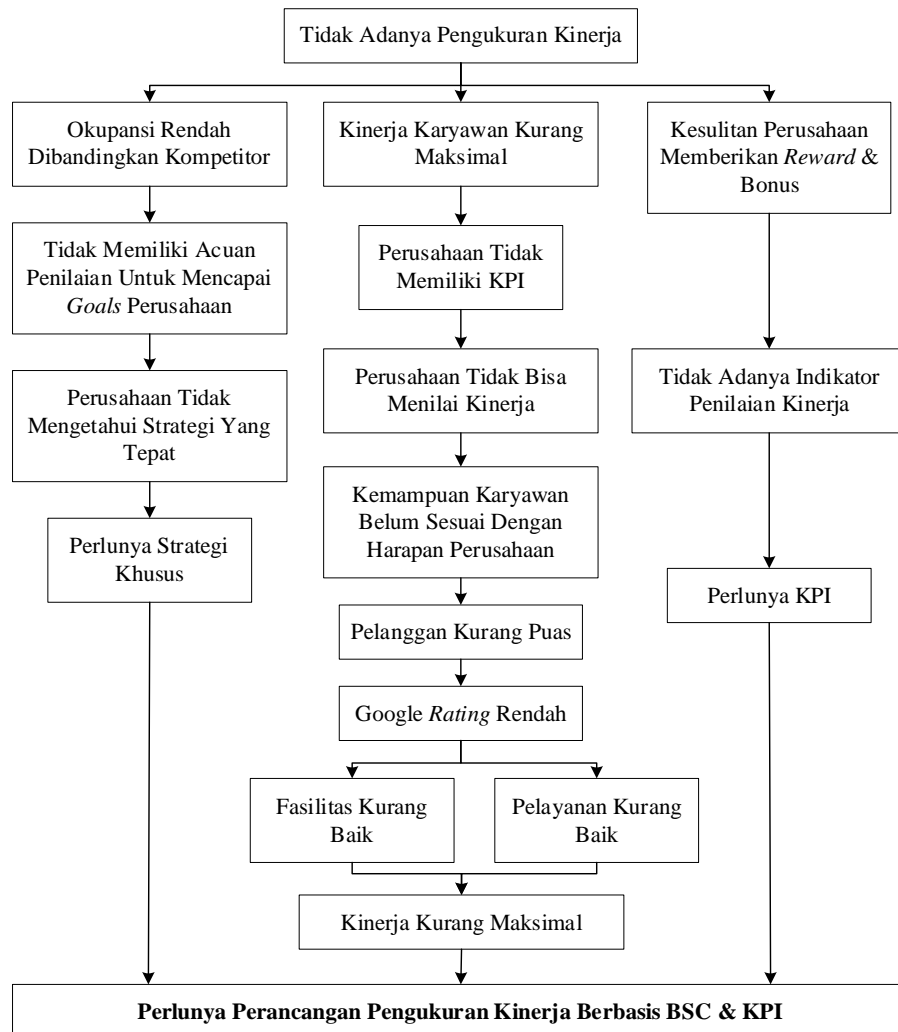 Tidak Adanya Pengukuran Kinerja
Okupansi Rendah
Dibandingkan Kompetitor
Kinerja Karyawan Kurang
Maksimal
Kesulitan Perusahaan
Memberikan Reward &
Bonus
Tidak Memiliki Acuan
Penilaian Untuk Mencapai
Goals Perusahaan
Perusahaan Tidak
Memiliki KPI
Perusahaan Tidak
Mengetahui Strategi Yang
Tepat
Perusahaan Tidak Bisa
Menilai Kinerja
Tidak Adanya Indikator
Penilaian Kinerja
Kemampuan Karyawan
Belum Sesuai Dengan
Harapan Perusahaan
Perlunya Strategi
Khusus
Perlunya KPI
Pelanggan Kurang Puas
Google Rating Rendah
Fasilitas Kurang
Baik
Pelayanan Kurang
Baik
Kinerja Kurang Maksimal
Perlunya Perancangan Pengukuran Kinerja Berbasis BSC & KPI